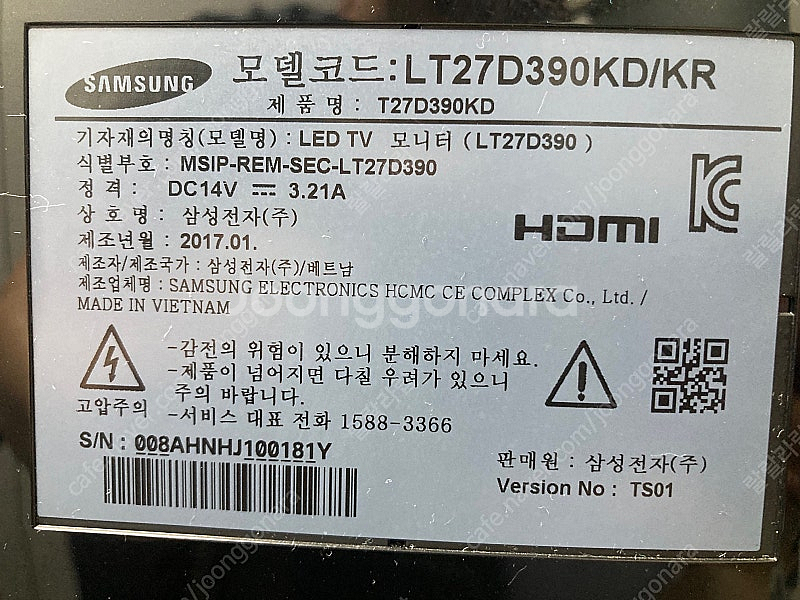 SAMSUNG 모델코드:LT27D390KD/KR
제 품 명 : T27D390KD
기자재의명칭(모델명) : LED TV 모니터 (LT27D390 )
식별부호 : MSIP-REM-SEC-LT27D390
정 격 : DC14V 3.21A
상 호 명 : 삼성전자(주)
HDMI
제조년월 : 2017.01.
제조자/제조국가 : 삼성전자(주)/베트남
제조업체명 : SAMSUNG ELECTRONICS HCMC CE COMPLEX Co., Ltd. /
MADE IN VIETNAM
-감전의 위험이 있으니 분해하지 마세요.
-제품이 넘어지면 다칠 우려가 있으니
주의 바랍니다.
고압주의
-서비스 대표 전화 1588-3366
S/N : 008AHNHJ100181Y
판매원 : 삼성전자(주)
Version No : TS01
joonggonara
cafe.naver.com/joonggonara